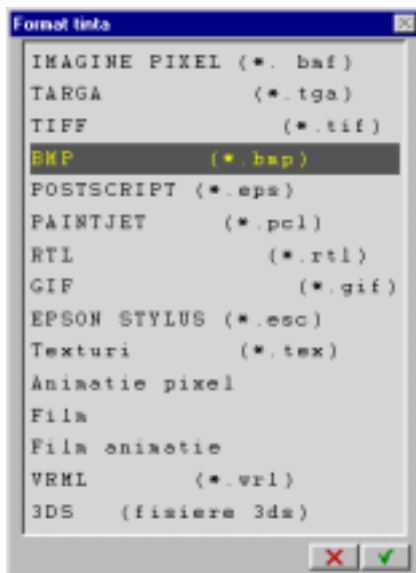 Format tinta
IMAGINE PIXEL (*. bmf)
TARGA (*.tga)
TIFF (*.tif)
BMP (*.bmp)
POSTSCRIPT (*.eps)
PAINTJET (*.pcl)
RTL (*.rtl)
GIF (*.gif)
EPSON STYLUS (*.esc)
Texturi (*.tex)
Animatie pixel
Film
Film animatie
VRML (*.wrl)
3DS (fisiere 3ds)